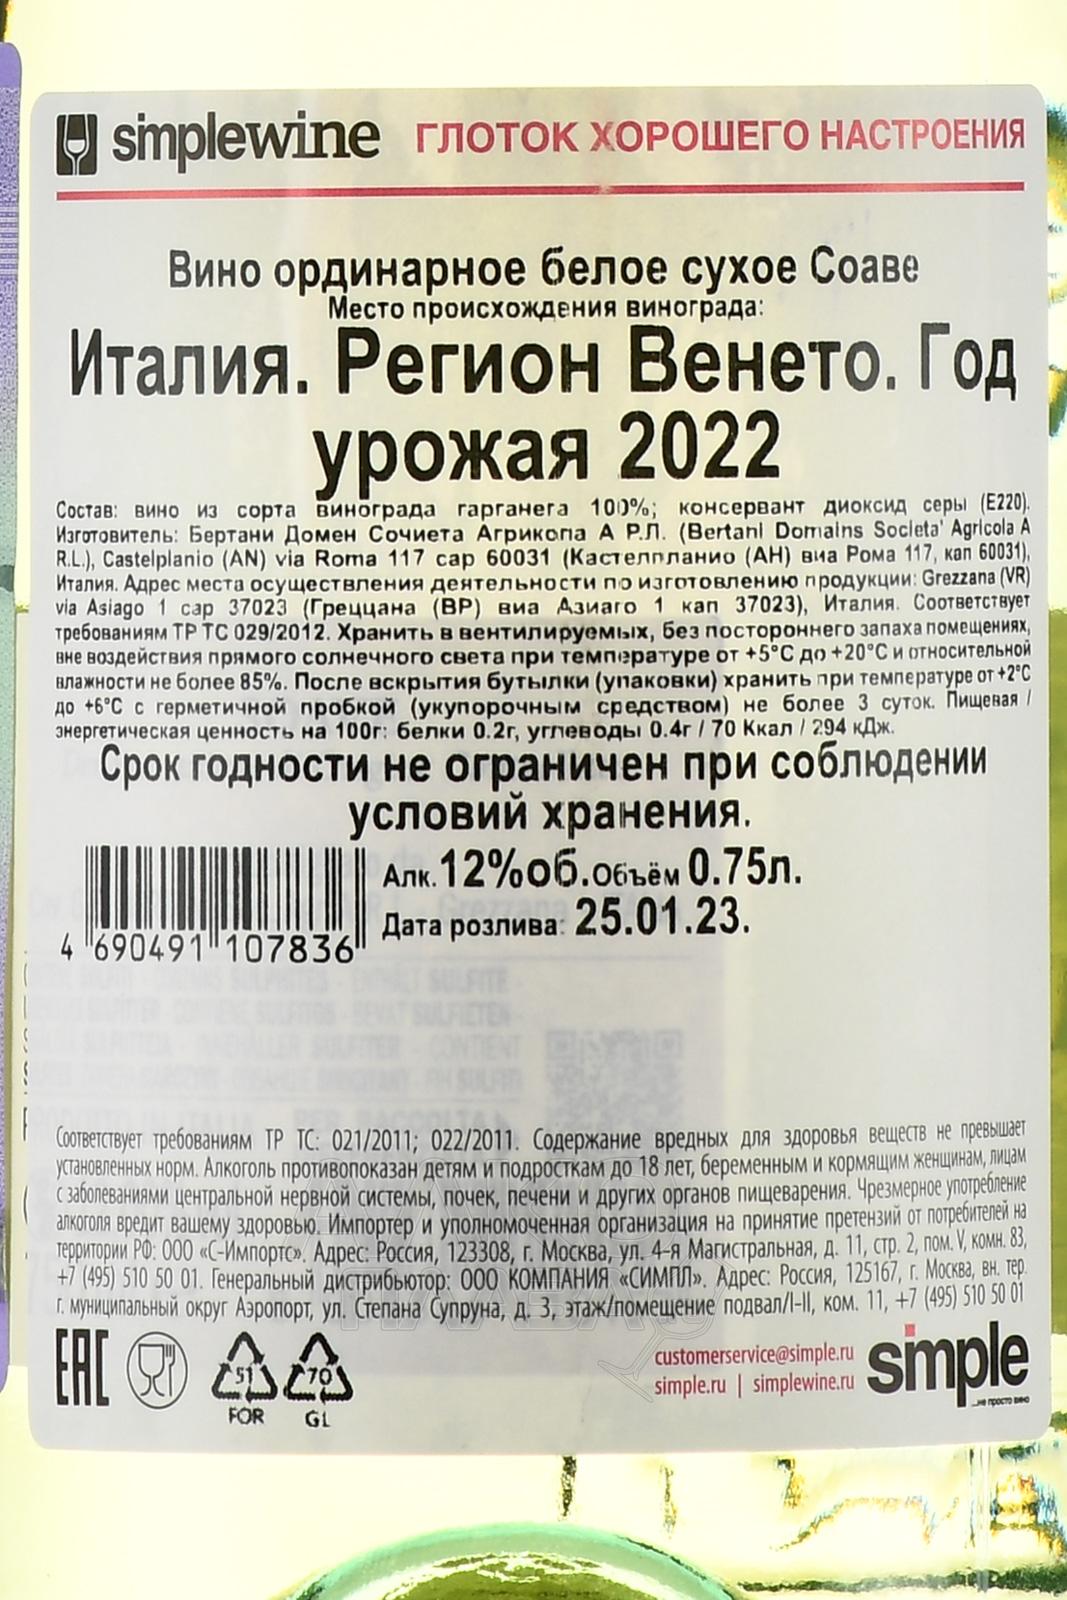 simplewine ГЛОТОК ХОРОШЕГО НАСТРОЕНИЯ
Вино ординарное белое сухое Соаве
Место происхождения винограда:
Италия. Регион Венето. Год
урожая 2022
Состав: вино из сорта винограда гарганега 100%; консервант диоксид серы (Е220).
Изготовитель: Бертани Домен Сочиета Агрикола А Р.Л. (Bertani Domains Societa' Agricola A
R.L.), Castelplanio (AN) via Roma 117 cap 60031 (Кастелпланио (АН) виа Рома 117, кап 60031),
Италия. Адрес места осуществления деятельности по изготовлению продукции: Grezzana (VR)
via Asiago 1 cap 37023 (Греццана (ВР) виа Азиаго 1 кап 37023), Италия. Соответствует
требованиям ТР ТС 029/2012. Хранить в вентилируемых, без постороннего запаха помещениях,
вне воздействия прямого солнечного света при температуре от +5°С до +20°С и относительной
влажности не более 85%. После вскрытия бутылки (упаковки) хранить при температуре от +2°С
до +6°С с герметичной пробкой (укупорочным средством) не более 3 суток. Пищевая /
энергетическая ценность на 100г: белки 0.2г, углеводы 0.4г / 70 Ккал / 294 кДж.
Срок годности не ограничен при соблюдении
условий хранения.
Алк. 12%об. Объём 0.75л.
Дата розлива: 25.01.23.
4 690491 107836
Соответствует требованиям ТР ТС: 021/2011; 022/2011. Содержание вредных для здоровья веществ не превышает
установленных норм. Алкоголь противопоказан детям и подросткам до 18 лет, беременным и кормящим женщинам, лицам
с заболеваниями центральной нервной системы, почек, печени и других органов пищеварения. Чрезмерное употребление
алкоголя вредит вашему здоровью. Импортер и уполномоченная организация на принятие претензий от потребителей на
территории РФ: ООО «С-Импортс». Адрес: Россия, 123308, г. Москва, ул. 4-я Магистральная, д. 11, стр. 2, пом. V, комн. 83,
+7 (495) 510 50 01. Генеральный дистрибьютор: ООО КОМПАНИЯ «СИМПЛ». Адрес: Россия, 125167, г. Москва, вн. тер.
г. муниципальный округ Аэропорт, ул. Степана Супруна, д. 3, этаж/помещение подвал/I-II, ком. 11, +7 (495) 510 50 01
EAC 51 FOR 70 GL
customerservice@simple.ru
simple.ru | simplewine.ru
simple
...не просто вино